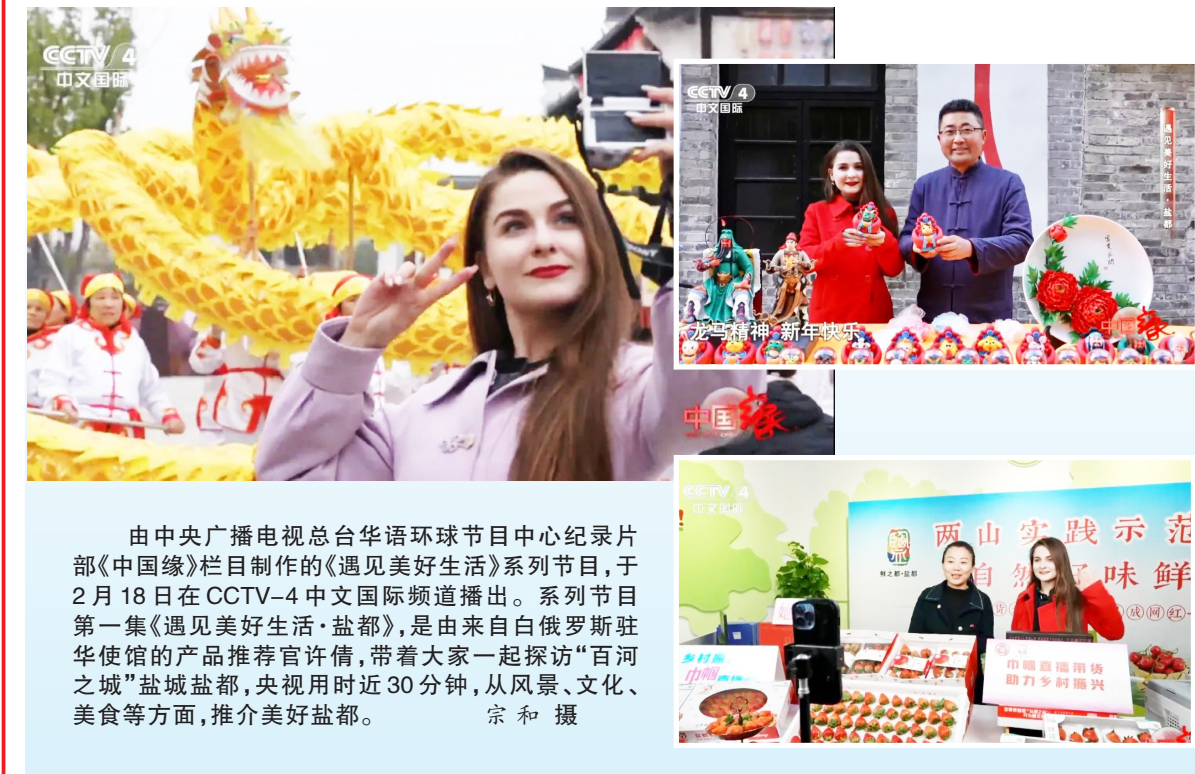 CCTV 4
中文国际
中国缘
CCTV 4
中文国际
遇见美好生活·盐都
龙马精神 新年快乐
中国缘
CCTV 4
中文国际
两山实践示范
鲜之都·盐都
自然
味鲜
成网红
乡村振
巾帼
巾帼直播带货
助力乡村振兴
由中央广播电视总台华语环球节目中心纪录片
部《中国缘》栏目制作的《遇见美好生活》系列节目,于
2月18日在CCTV-4中文国际频道播出。系列节目
第一集《遇见美好生活·盐都》,是由来自白俄罗斯驻
华使馆的产品推荐官许倩,带着大家一起探访“百河
之城”盐城盐都,央视用时近30分钟,从风景、文化、
美食等方面,推介美好盐都。 宗和 摄